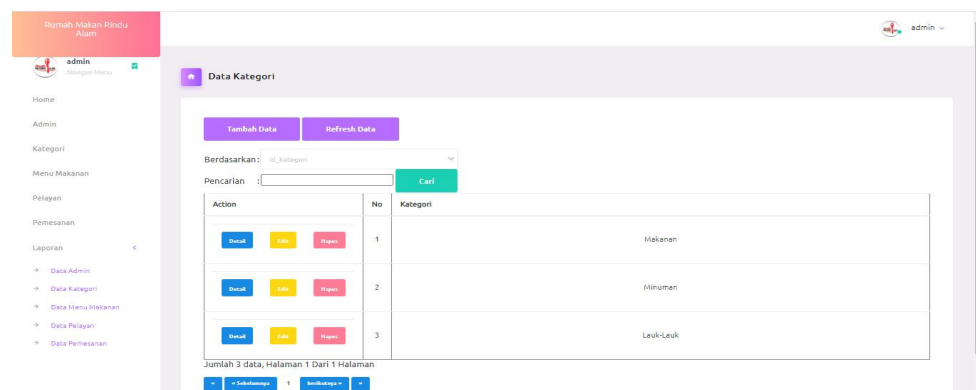 Rumah Makan Rindu
Alam
admin
admin
Navigasi Menu
Data Kategori
Home
Admin
Kategori
Menu Makanan
Pelayan
Pemesanan
Laporan
Data Admin
Data Kategori
Data Menu Makanan
Data Pelayan
Data Pemesanan
Tambah Data
Refresh Data
Berdasarkan: id_kategori
Pencarian : Cari
Action No Kategori
Detail Edit Hapus 1 Makanan
Detail Edit Hapus 2 Minuman
Detail Edit Hapus 3 Lauk-Lauk
Jumlah 3 data, Halaman 1 Dari 1 Halaman
« « Sebelumnya 1 berikutnya » »